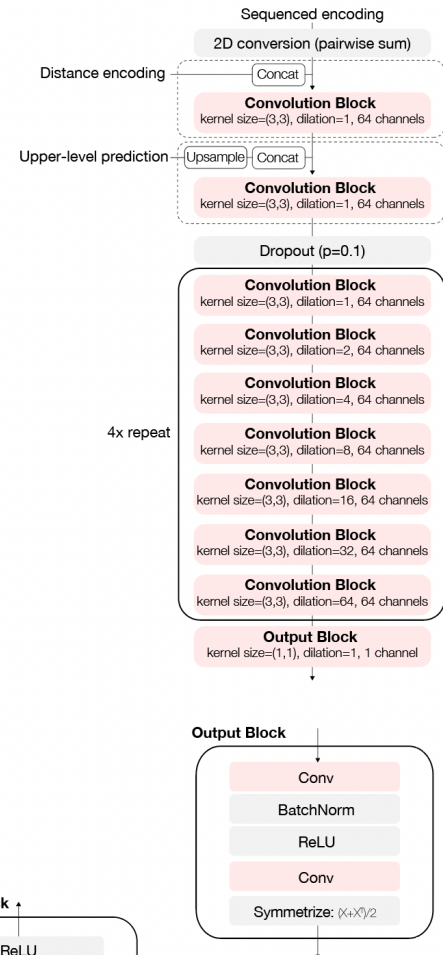 Sequenced encoding
2D conversion (pairwise sum)
Distance encoding
Concat
Convolution Block
kernel size=(3,3), dilation=1, 64 channels
Upper-level prediction
Upsample
Concat
Convolution Block
kernel size=(3,3), dilation=1, 64 channels
Dropout (p=0.1)
Convolution Block
kernel size=(3,3), dilation=1, 64 channels
Convolution Block
kernel size=(3,3), dilation=2, 64 channels
Convolution Block
kernel size=(3,3), dilation=4, 64 channels
4x repeat
Convolution Block
kernel size=(3,3), dilation=8, 64 channels
Convolution Block
kernel size=(3,3), dilation=16, 64 channels
Convolution Block
kernel size=(3,3), dilation=32, 64 channels
Convolution Block
kernel size=(3,3), dilation=64, 64 channels
Output Block
kernel size=(1,1), dilation=1, 1 channel
Output Block
Conv
BatchNorm
ReLU
Conv
Symmetrize: (X+Xᵀ)/2
k
ReLU